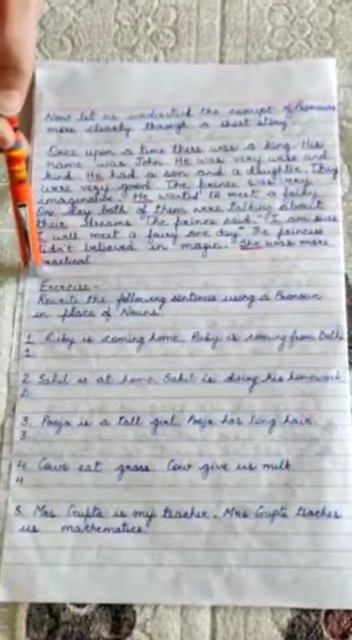 Now let us understand the concept of Pronouns
more clearly through a short story
Once upon a time there was a king. His
name was John. He was very wise and
kind. He had a son and a daughter. They
were very good. The prince was very
imaginative. He wanted to meet a fairy.
One day both of them were talking about
their dreams. The prince said "I am sure
I will meet a fairy one day" The princess
didn't believed in magic. She was more
practical
Exercise-
Rewrite the following sentences using a Pronoun
in place of Nouns.
1 Ruby is coming home. Ruby is coming from Delhi
1
2 Sahil is at home. Sahil is doing his homework
2
3. Pooja is a tall girl. Pooja has long hair.
3
4. Cows eat grass. Cow give us milk
4
5. Mrs. Gupta is my teacher. Mrs Gupta teaches
us mathematics.